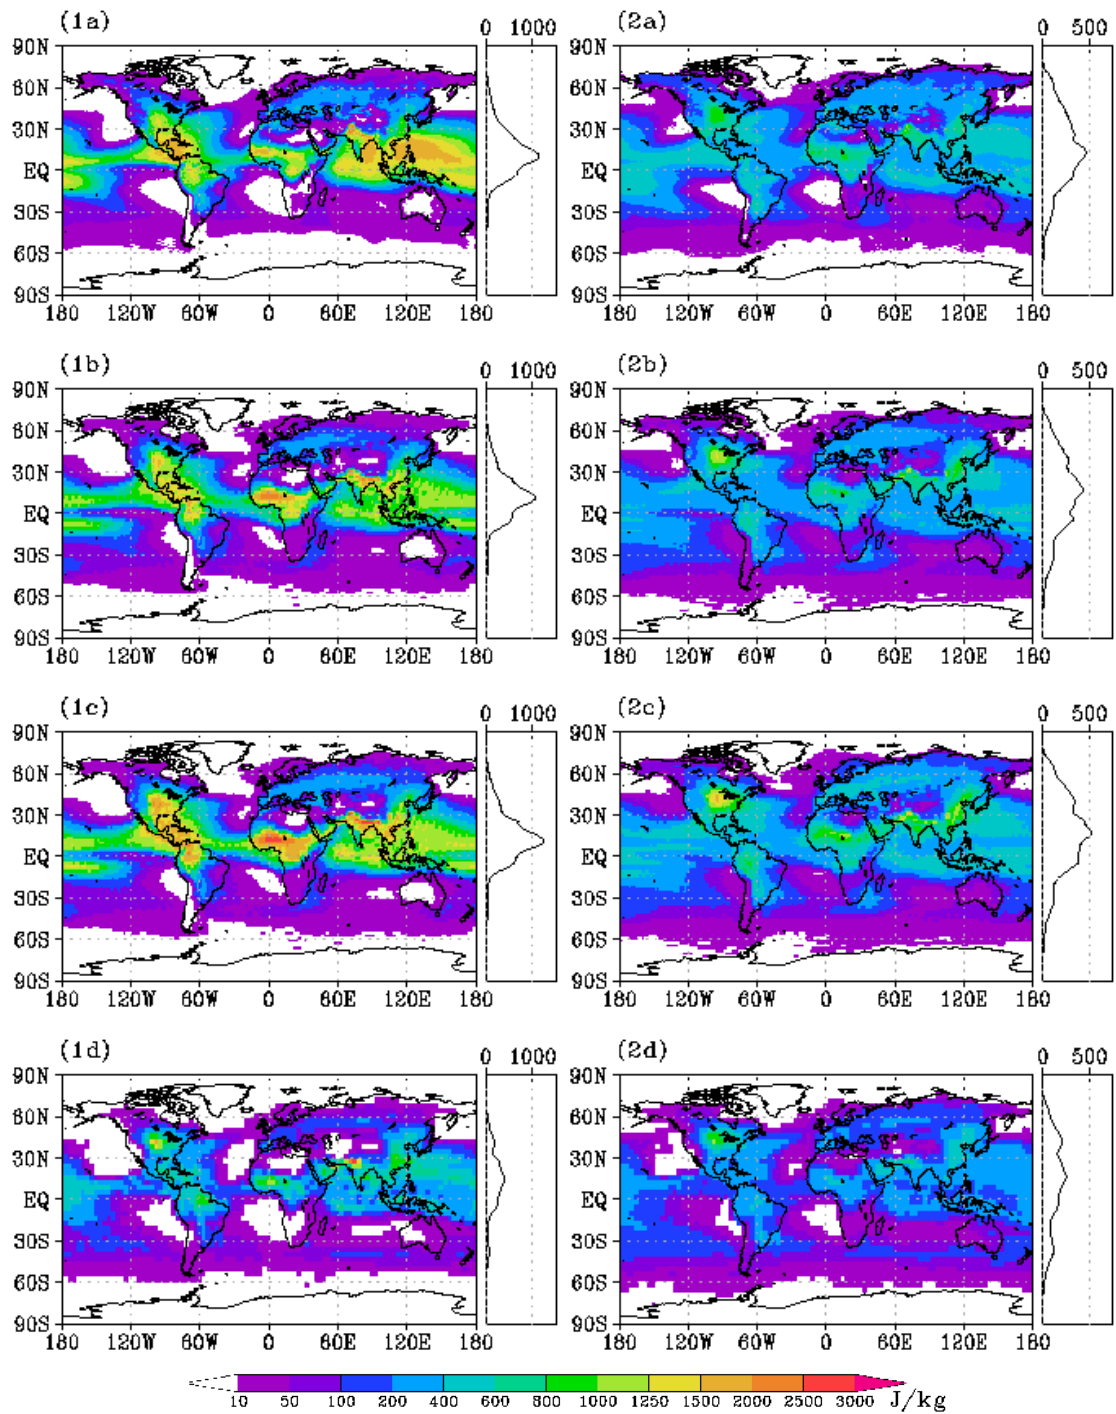 (1a) 0 1000 (2a) 0 500
90N 90N
60N 60N
30N 30N
EQ EQ
30S 30S
60S 60S
90S 90S
180 120W 60W 0 60E 120E 180 120W 60W 0 60E 120E 180
(1b) 0 1000 (2b) 0 500
90N 90N
60N 60N
30N 30N
EQ EQ
30S 30S
60S 60S
90S 90S
180 120W 60W 0 60E 120E 180 120W 60W 0 60E 120E 180
(1c) 0 1000 (2c) 0 500
90N 90N
60N 60N
30N 30N
EQ EQ
30S 30S
60S 60S
90S 90S
180 120W 60W 0 60E 120E 180 120W 60W 0 60E 120E 180
(1d) 0 1000 (2d) 0 500
90N 90N
60N 60N
30N 30N
EQ EQ
30S 30S
60S 60S
90S 90S
180 120W 60W 0 60E 120E 180 120W 60W 0 60E 120E 180
10 50 100 200 400 600 800 1000 1250 1500 2000 2500 3000 J/kg